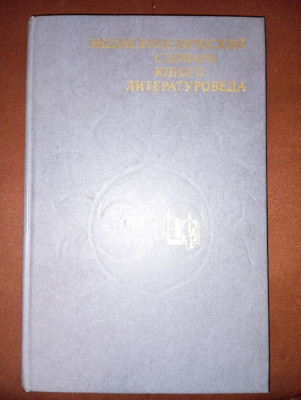 ЭНЦИКЛОПЕДИЧЕСКИЙ
СЛОВАРЬ
ЮНОГО
ЛИТЕРАТУРОВЕДА